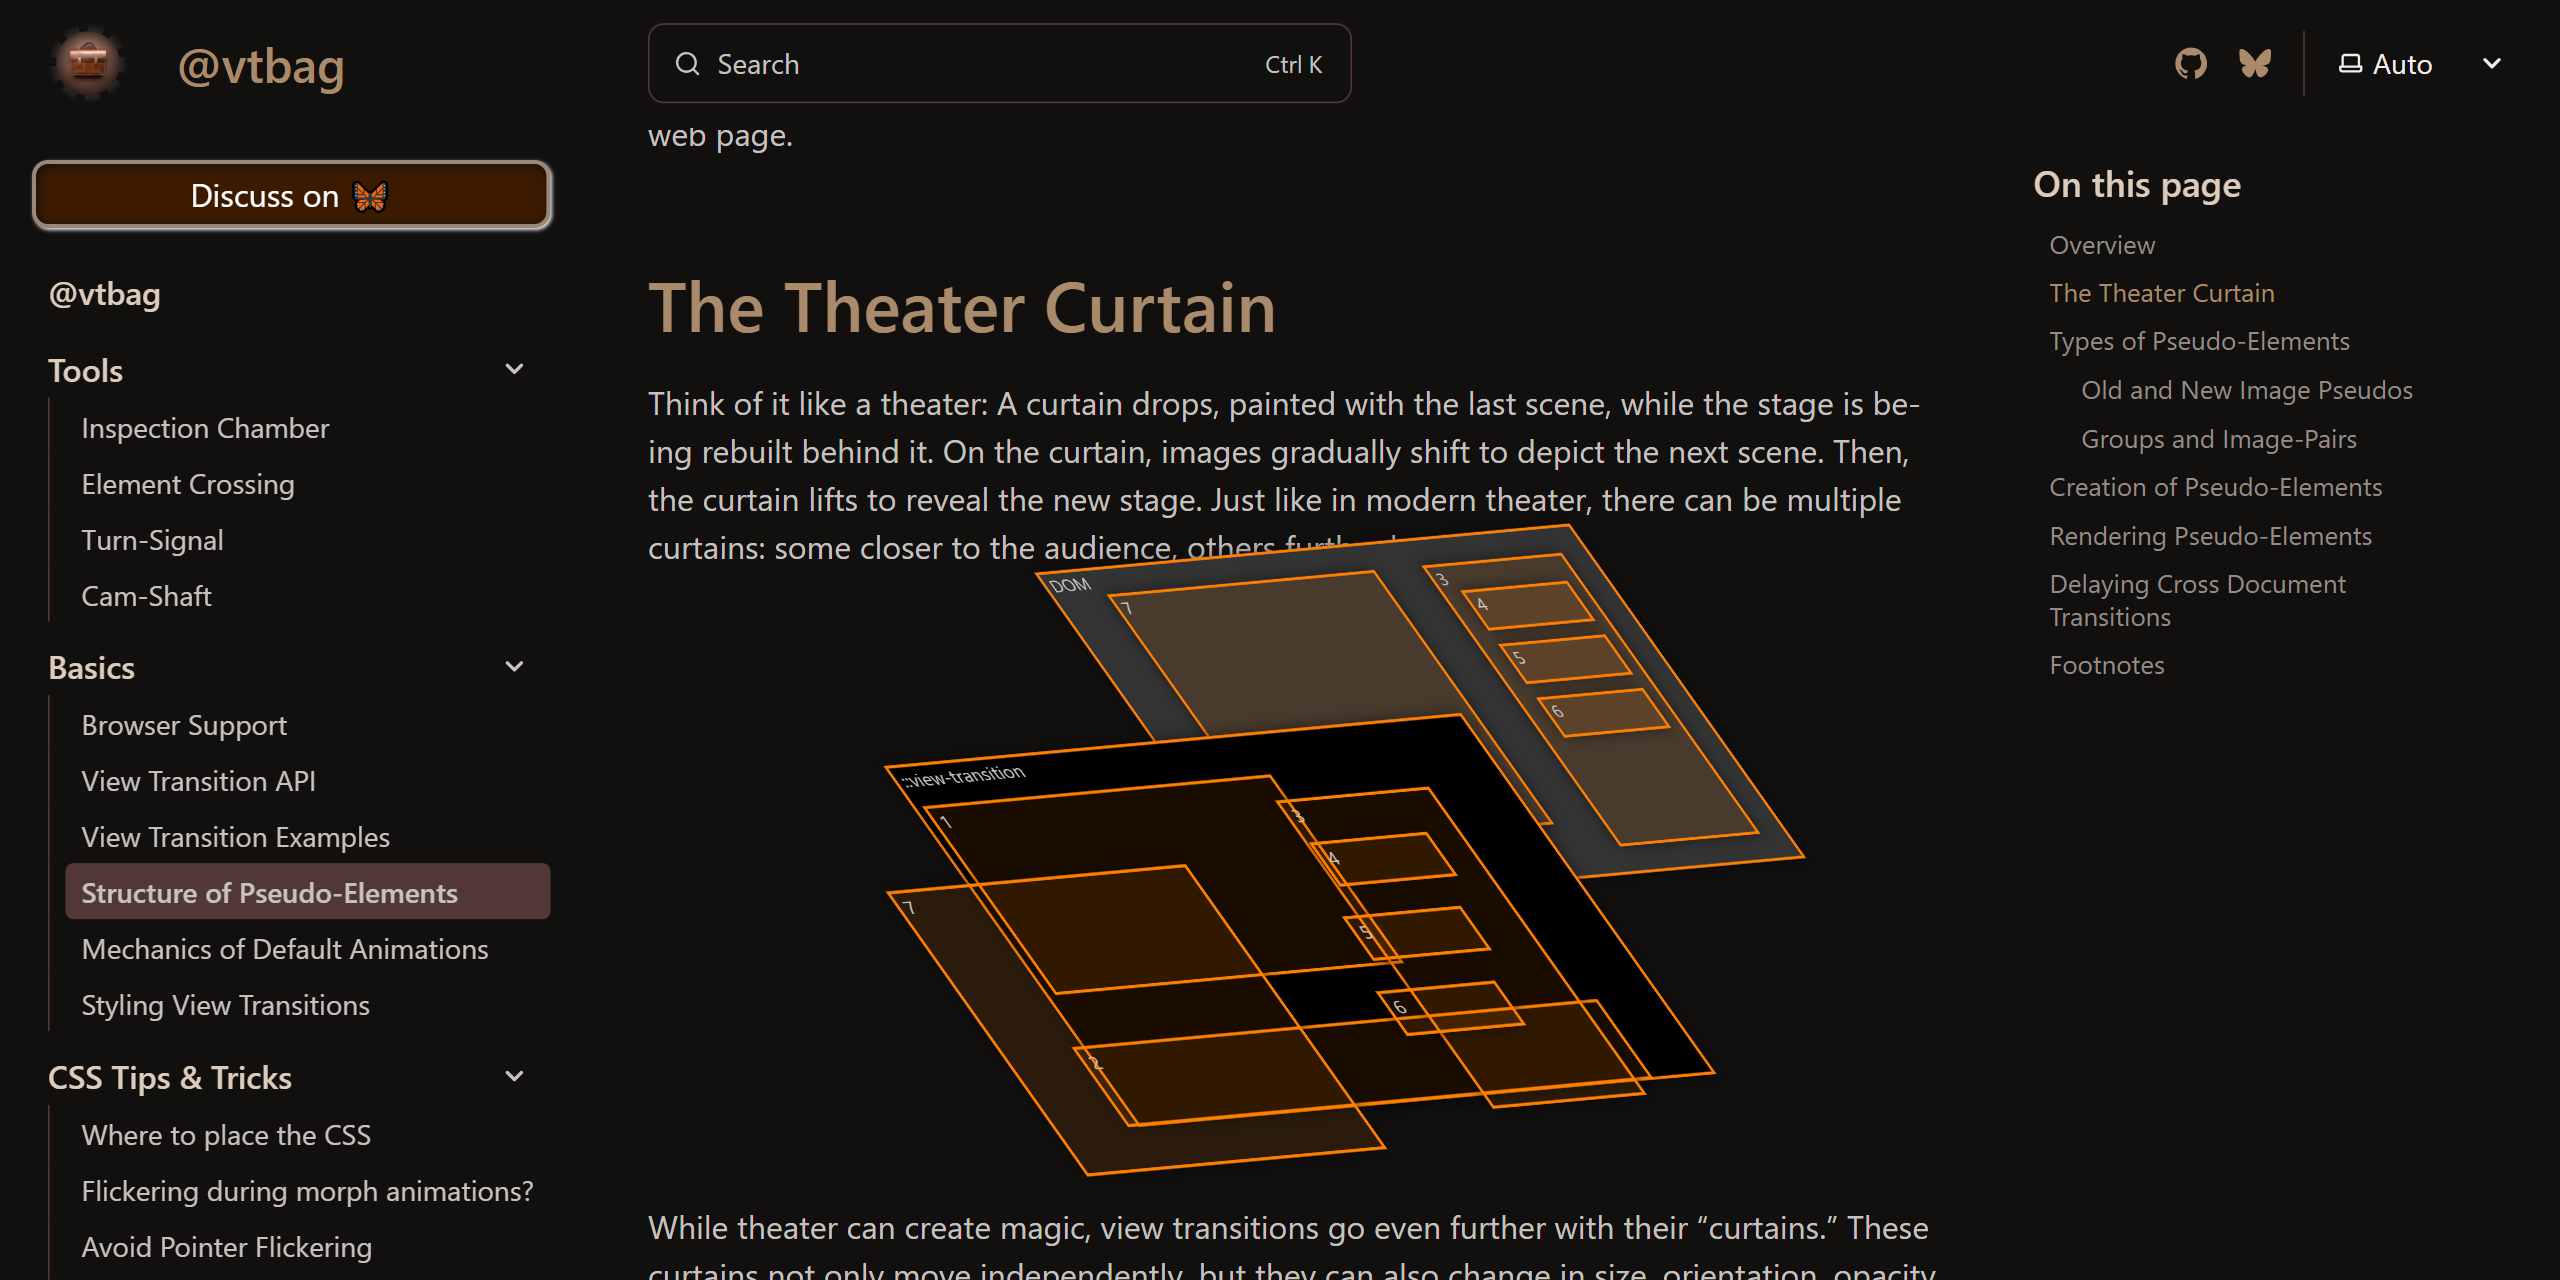 @vtbag
Search
Ctrl K
Auto
Discuss on
@vtbag
Tools
Inspection Chamber
Element Crossing
Turn-Signal
Cam-Shaft
Basics
Browser Support
View Transition API
View Transition Examples
Structure of Pseudo-Elements
Mechanics of Default Animations
Styling View Transitions
CSS Tips & Tricks
Where to place the CSS
Flickering during morph animations?
Avoid Pointer Flickering
web page.
The Theater Curtain
Think of it like a theater: A curtain drops, painted with the last scene, while the stage is be-
ing rebuilt behind it. On the curtain, images gradually shift to depict the next scene. Then,
the curtain lifts to reveal the new stage. Just like in modern theater, there can be multiple
curtains: some closer to the audience, others
DOM
7
3
4
5
6
::view-transition
1
3
4
5
6
7
2
While theater can create magic, view transitions go even further with their “curtains.” These
curtains not only move independently, but they can also change in size, orientation, opacity
On this page
Overview
The Theater Curtain
Types of Pseudo-Elements
Old and New Image Pseudos
Groups and Image-Pairs
Creation of Pseudo-Elements
Rendering Pseudo-Elements
Delaying Cross Document
Transitions
Footnotes